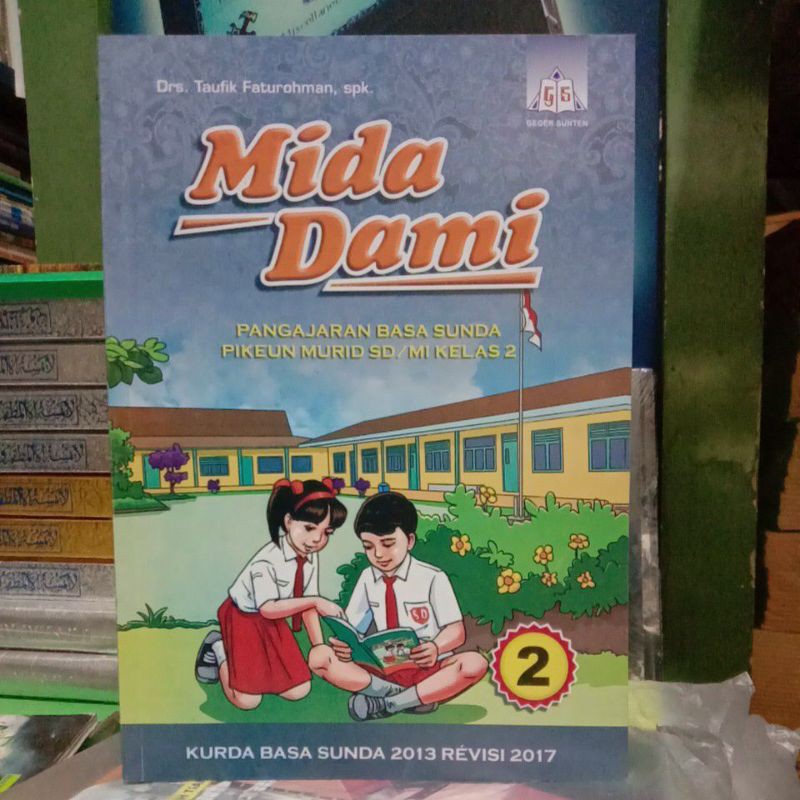 Drs. Taufik Faturohman, spk.
GS
GEGER SUNTEN
Mida
Dami
PANGAJARAN BASA SUNDA
PIKEUN MURID SD/MI KELAS 2
SD
2
KURDA BASA SUNDA 2013 RÉVISI 2017